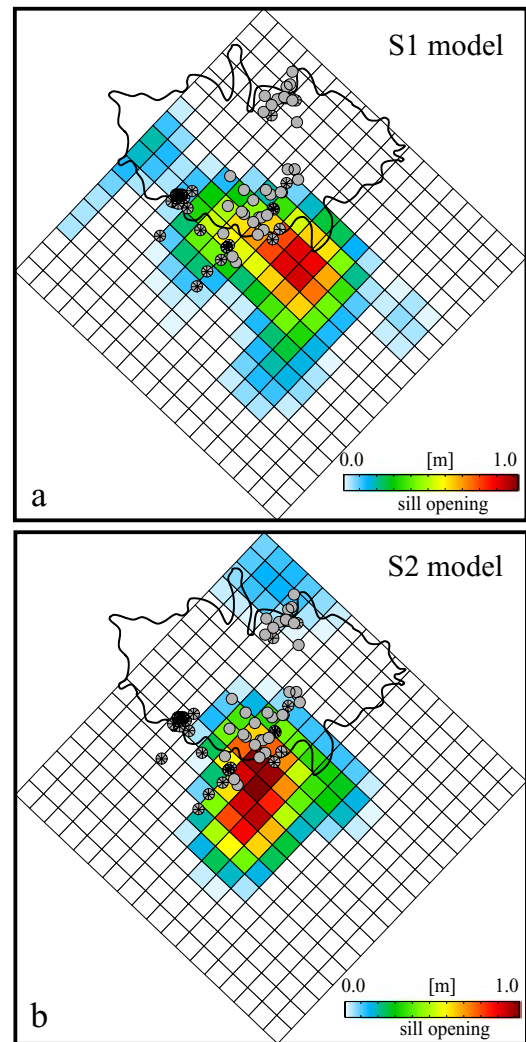 S1 model
0.0 [m] 1.0
sill opening
a
S2 model
0.0 [m] 1.0
sill opening
b